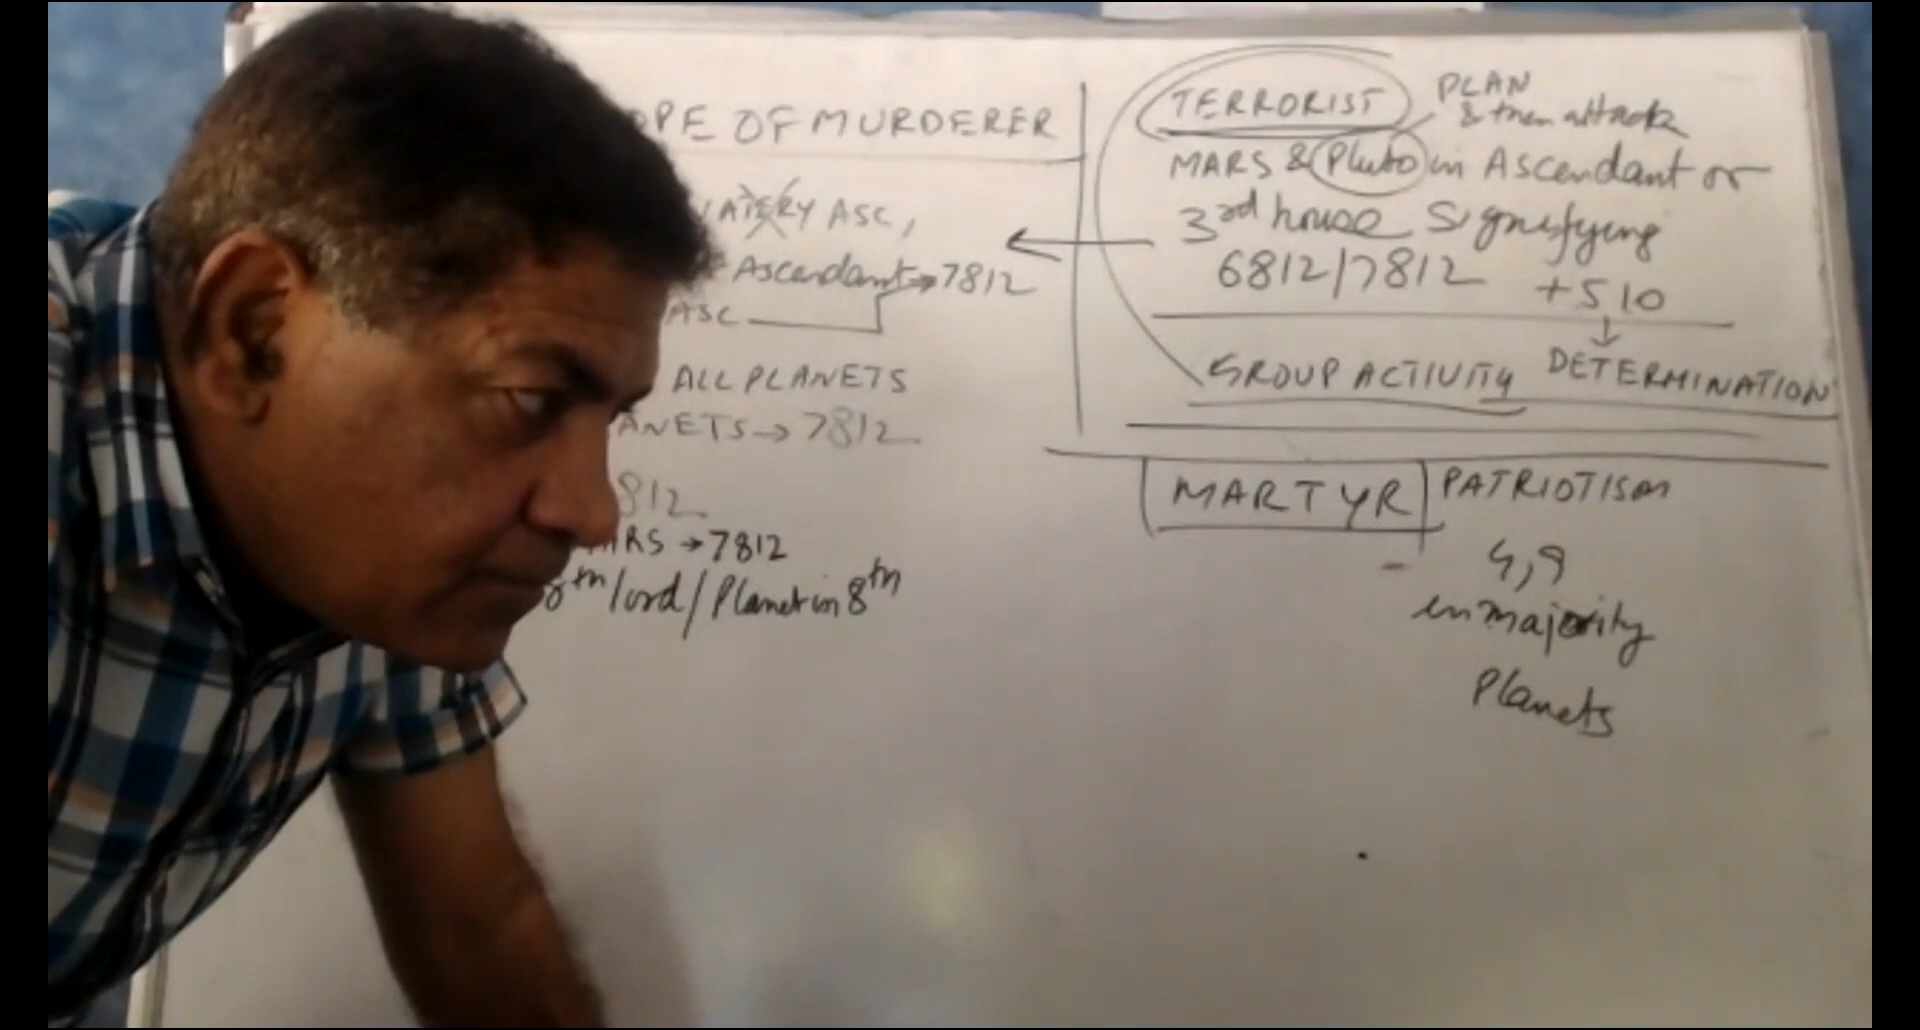 OPE OF MURDERER
WATERY ASC,
Ascendant → 7812
ASC
ALL PLANETS
ANETS → 7812
812
ARS → 7812
8th/lord/Planet in 8th
TERRORIST
PLAN
& then attack
MARS & Pluto in Ascendant or
3rd house Signifying
6812/7812 +510
GROUP ACTIVITY DETERMINATION
MARTYR PATRIOTISM
- 4,9
in majority
Planets